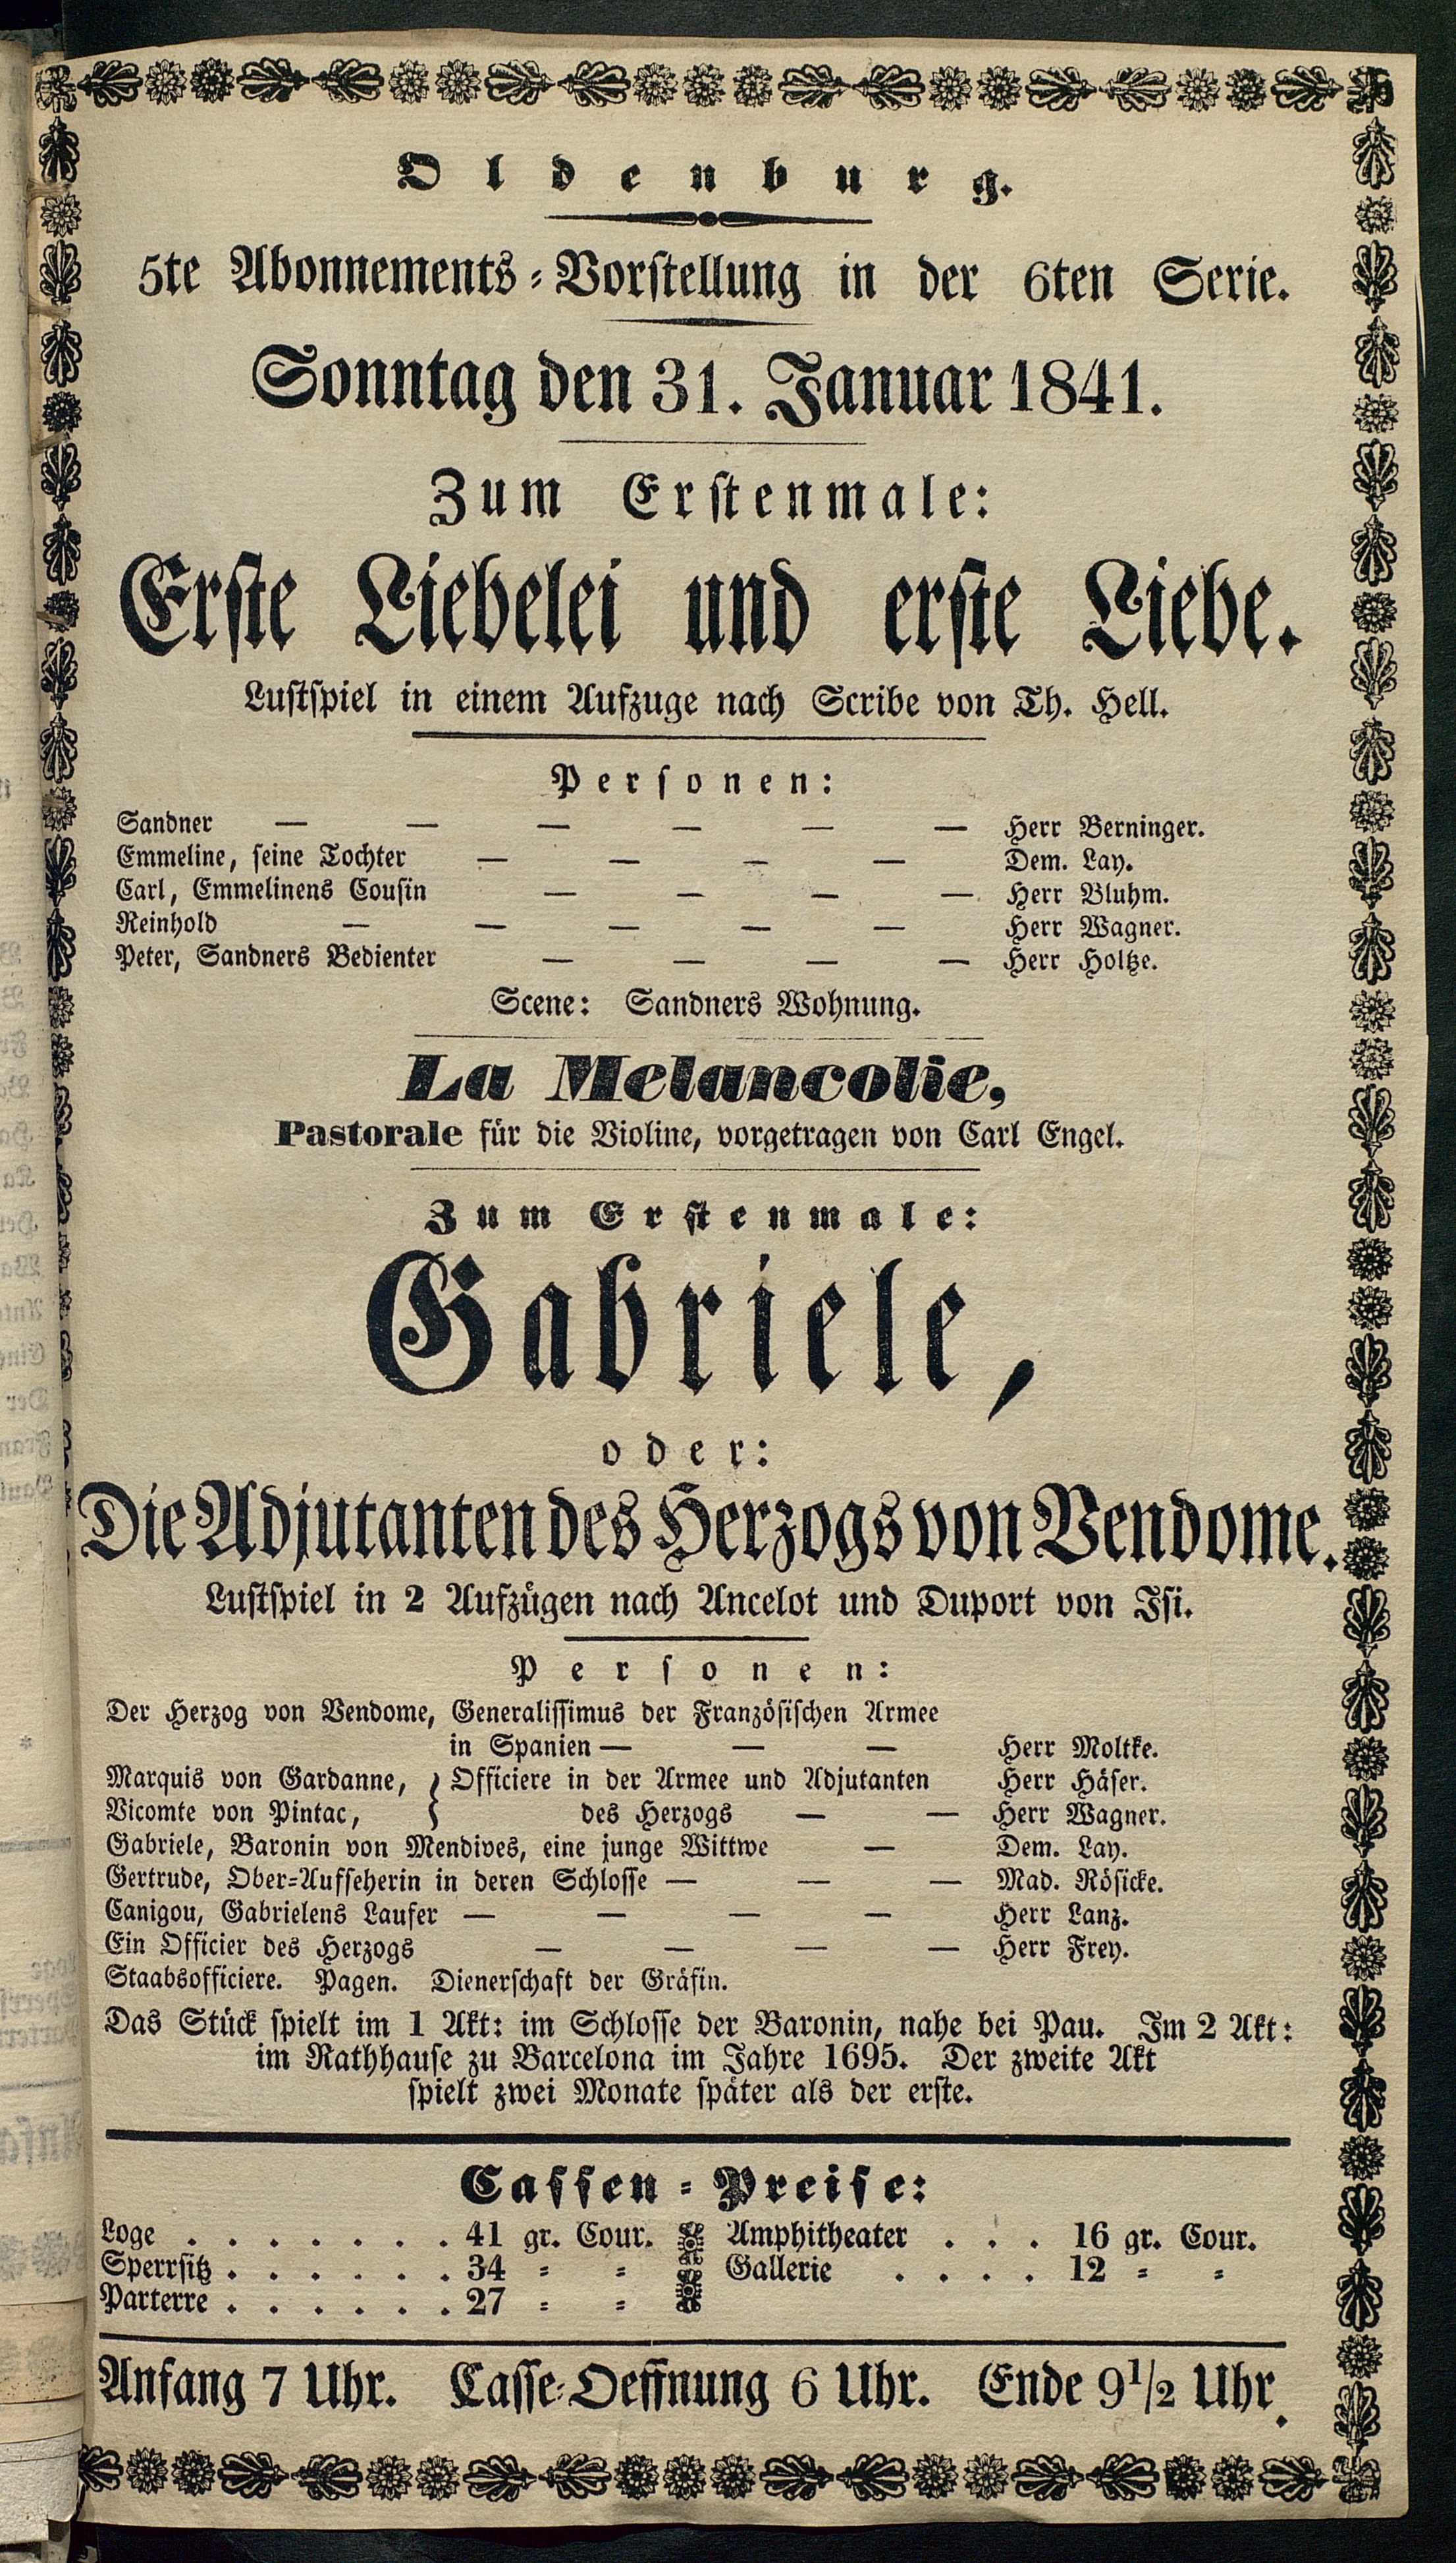 Oldenburg.
5te Abonnements-Vorstellung in der 6ten Serie.
Sonntag den 31. Januar 1841.
Zum Erstenmale:
Erste Liebelei und erste Liebe.
Lustspiel in einem Aufzuge nach Scribe von Th. Hell.
Personen:
Sandner — — — — — — Herr Berninger.
Emmeline, seine Tochter — — — — Dem. Lay.
Carl, Emmelinens Cousin — — — — Herr Bluhm.
Reinhold — — — — — Herr Wagner.
Peter, Sandners Bedienter — — — — Herr Holtze.
Scene: Sandners Wohnung.
La Melancolie,
Pastorale für die Violine, vorgetragen von Carl Engel.
Zum Erstenmale:
Gabriele,
oder:
Die Adjutanten des Herzogs von Vendome.
Lustspiel in 2 Aufzügen nach Ancelot und Duport von Isi.
Personen:
Der Herzog von Vendome, Generalissimus der Französischen Armee
in Spanien — — — Herr Moltke.
Marquis von Gardanne, } Officiere in der Armee und Adjutanten Herr Häser.
Vicomte von Pintac, } des Herzogs — — Herr Wagner.
Gabriele, Baronin von Mendives, eine junge Wittwe — Dem. Lay.
Gertrude, Ober-Aufseherin in deren Schlosse — — — Mad. Rösicke.
Canigou, Gabrielens Laufer — — — — Herr Lanz.
Ein Officier des Herzogs — — — — Herr Frey.
Staabsofficiere. Pagen. Dienerschaft der Gräfin.
Das Stück spielt im 1 Akt: im Schlosse der Baronin, nahe bei Pau. Im 2 Akt:
im Rathhause zu Barcelona im Jahre 1695. Der zweite Akt
spielt zwei Monate später als der erste.
Cassen-Preise:
Loge . . . . . . . 41 gr. Cour. Amphitheater . . . 16 gr. Cour.
Sperrsitz . . . . . . 34 = = Gallerie . . . . 12 = =
Parterre . . . . . . 27 = =
Anfang 7 Uhr. Casse-Oeffnung 6 Uhr. Ende 9 1/2 Uhr.